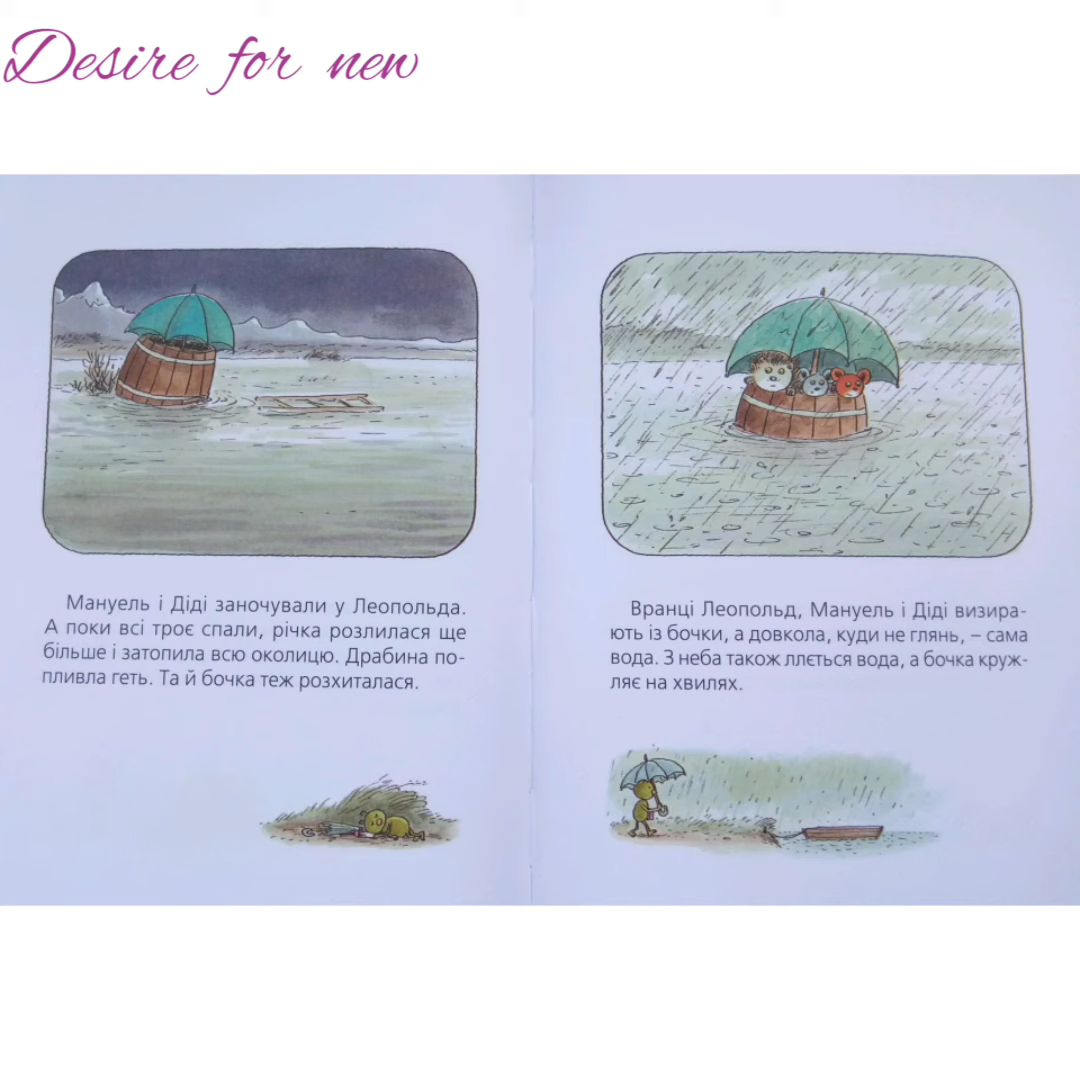 Desire for new
Мануель і Діді заночували у Леопольда.
А поки всі троє спали, річка розлилася ще
більше і затопила всю околицю. Драбина по-
пливла геть. Та й бочка теж розхиталася.
Вранці Леопольд, Мануель і Діді визира-
ють із бочки, а довкола, куди не глянь, – сама
вода. З неба також ллється вода, а бочка круж-
ляє на хвилях.